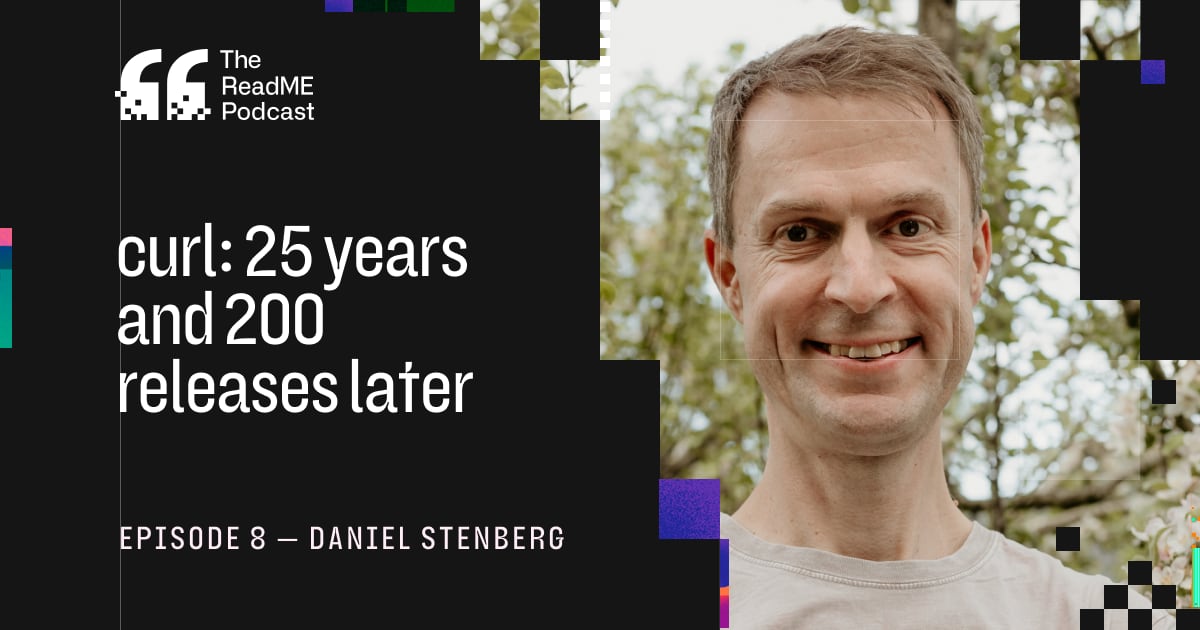 The
ReadME
Podcast
curl: 25 years
and 200
releases later
EPISODE 8 — DANIEL STENBERG